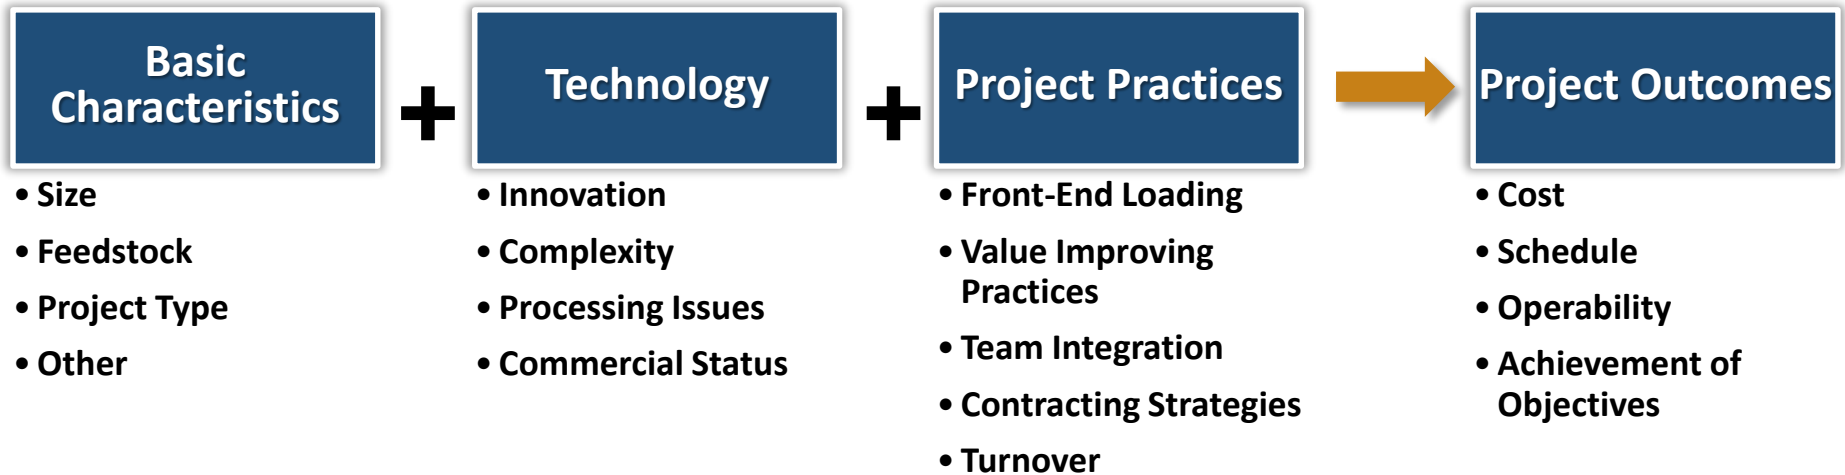 Basic
Characteristics
+
Technology
+
Project Practices
Project Outcomes
• Size
• Feedstock
• Project Type
• Other
• Innovation
• Complexity
• Processing Issues
• Commercial Status
• Front-End Loading
• Value Improving
Practices
• Team Integration
• Contracting Strategies
• Turnover
• Cost
• Schedule
• Operability
• Achievement of
Objectives